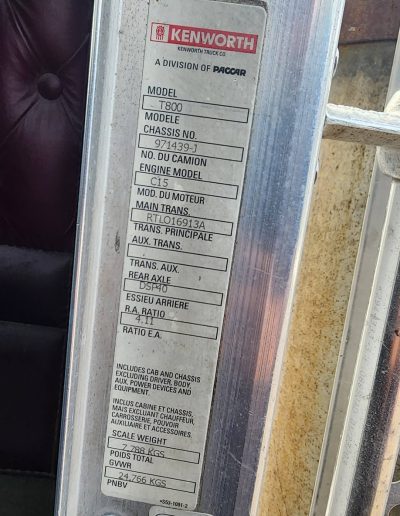 KENWORTH
KENWORTH TRUCK CO.
A DIVISION OF PACCAR
MODEL
T800
MODELE
CHASSIS NO.
971439-J
NO. DU CAMION
ENGINE MODEL
C15
MOD. DU MOTEUR
MAIN TRANS.
RTLO16913A
TRANS. PRINCIPALE
AUX. TRANS.
TRANS. AUX.
REAR AXLE
DSP40
ESSIEU ARRIERE
R.A. RATIO
4.11
RATIO E.A.
INCLUDES CAB AND CHASSIS
EXCLUDING DRIVER, BODY,
AUX. POWER DEVICES AND
EQUIPMENT.
INCLUS CABINE ET CHASSIS,
MAIS EXCLUANT CHAUFFEUR,
CARROSSERIE, POUVOIR
AUXILIAIRE ET ACCESSOIRES.
SCALE WEIGHT
7,788 KGS
POIDS TOTAL
GVWR
24,766 KGS
PNBV